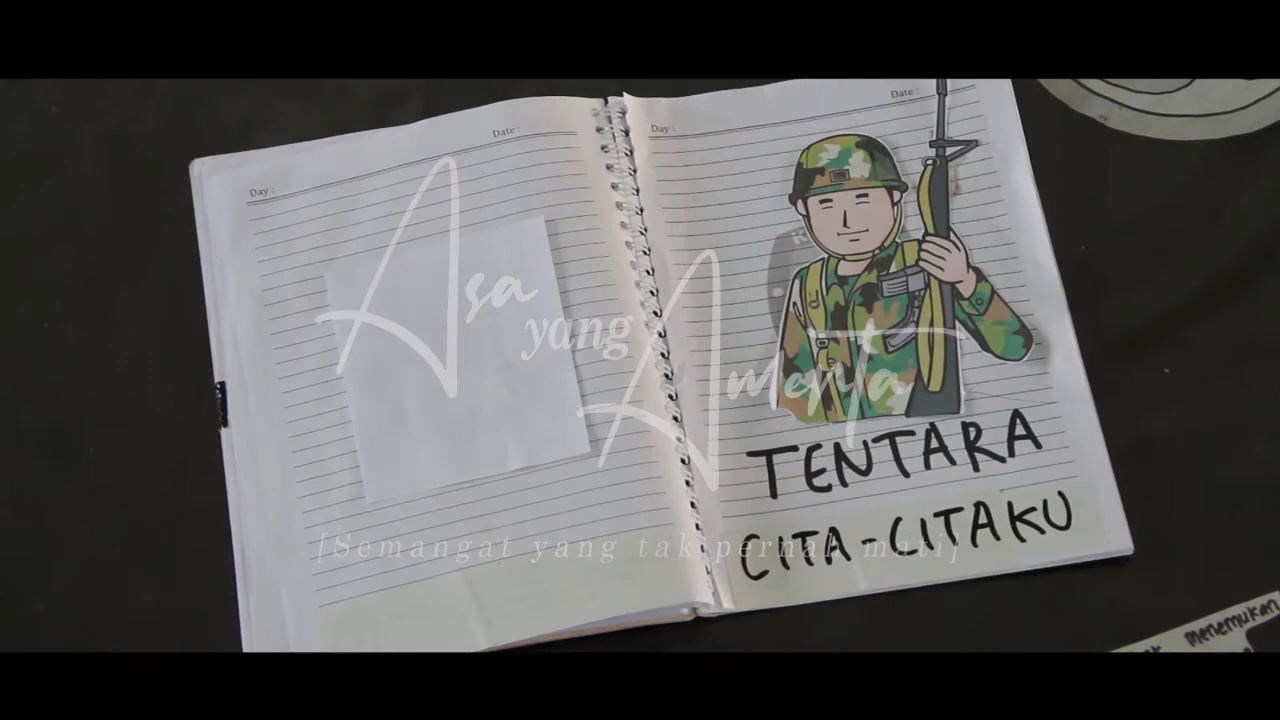 Date :
Day :
Date :
Day :
Asa
yang
Amerta
TENTARA
CITA-CITAKU
[Semangat yang tak pernah mati]
menemukan